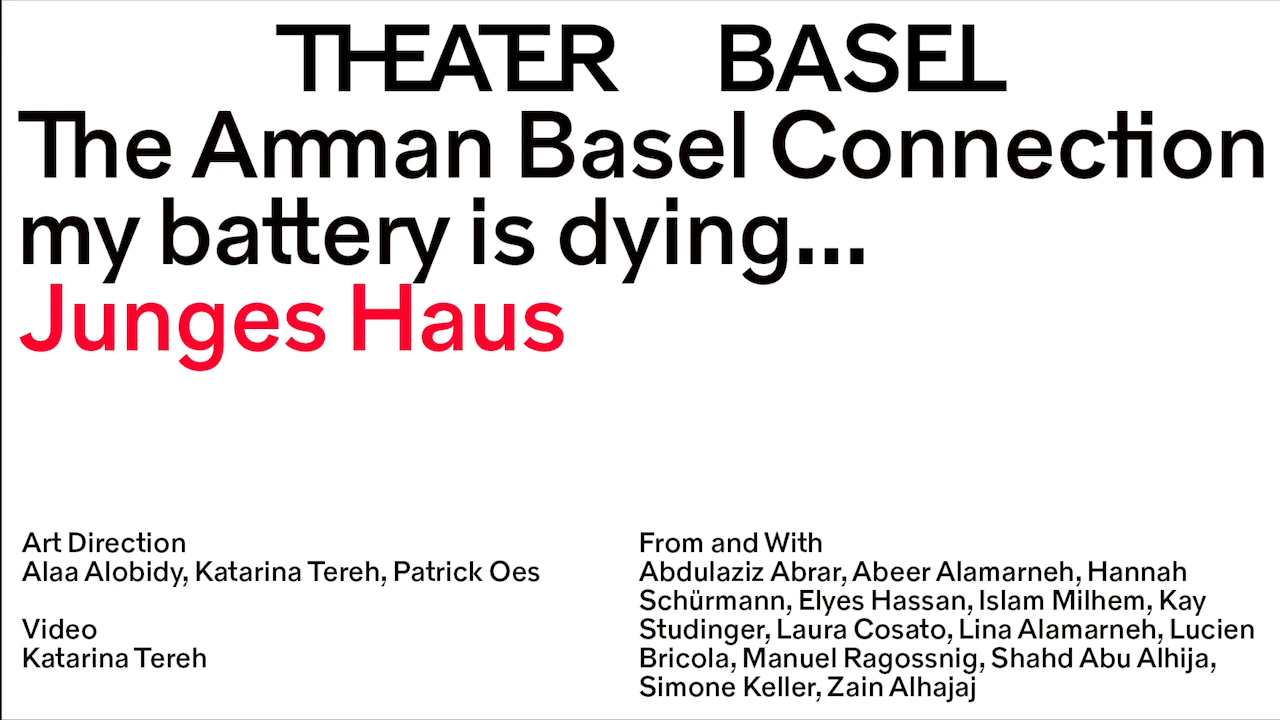 THEATER BASEL
The Amman Basel Connection
my battery is dying...
Junges Haus
Art Direction
Alaa Alobidy, Katarina Tereh, Patrick Oes
Video
Katarina Tereh
From and With
Abdulaziz Abrar, Abeer Alamarneh, Hannah
Schürmann, Elyes Hassan, Islam Milhem, Kay
Studinger, Laura Cosato, Lina Alamarneh, Lucien
Bricola, Manuel Ragossnig, Shahd Abu Alhija,
Simone Keller, Zain Alhajaj